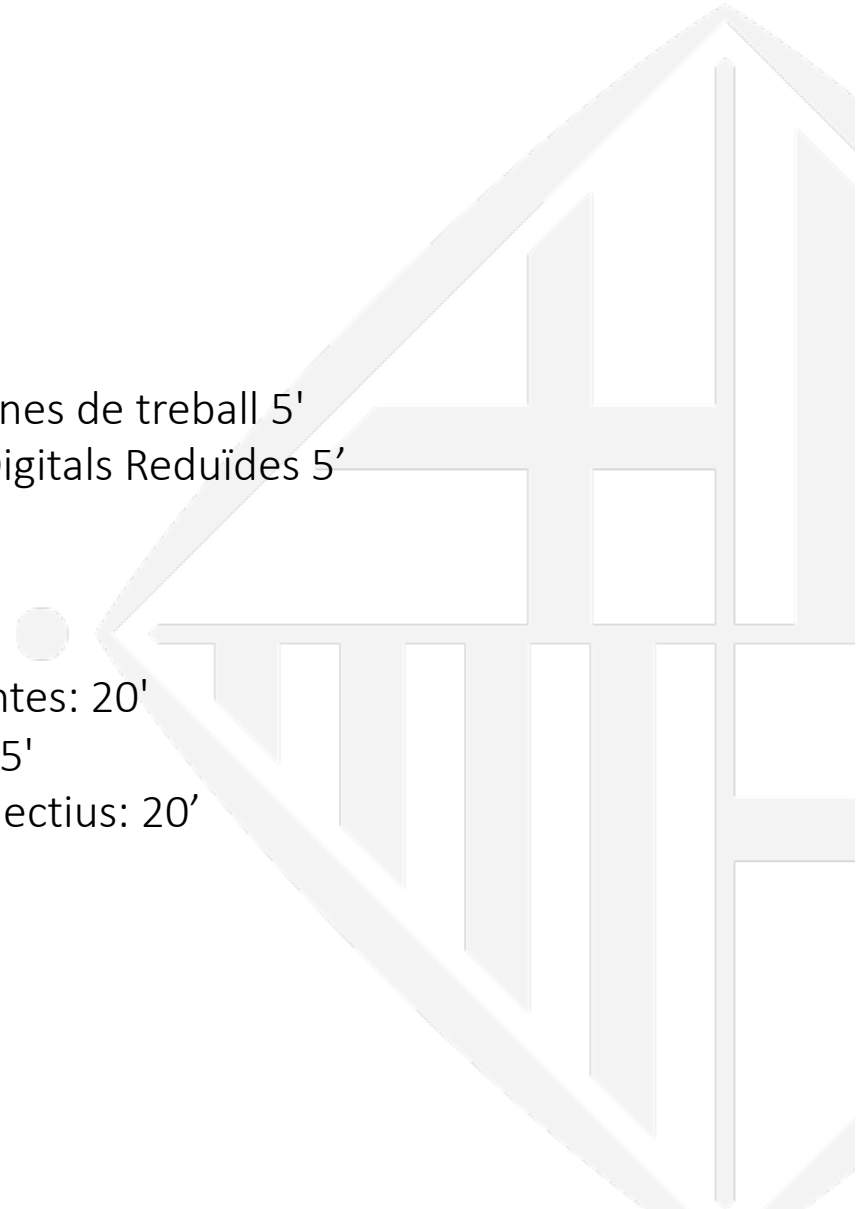 nes de treball 5'
igitals Reduïdes 5’
ntes: 20'
5'
ectius: 20’